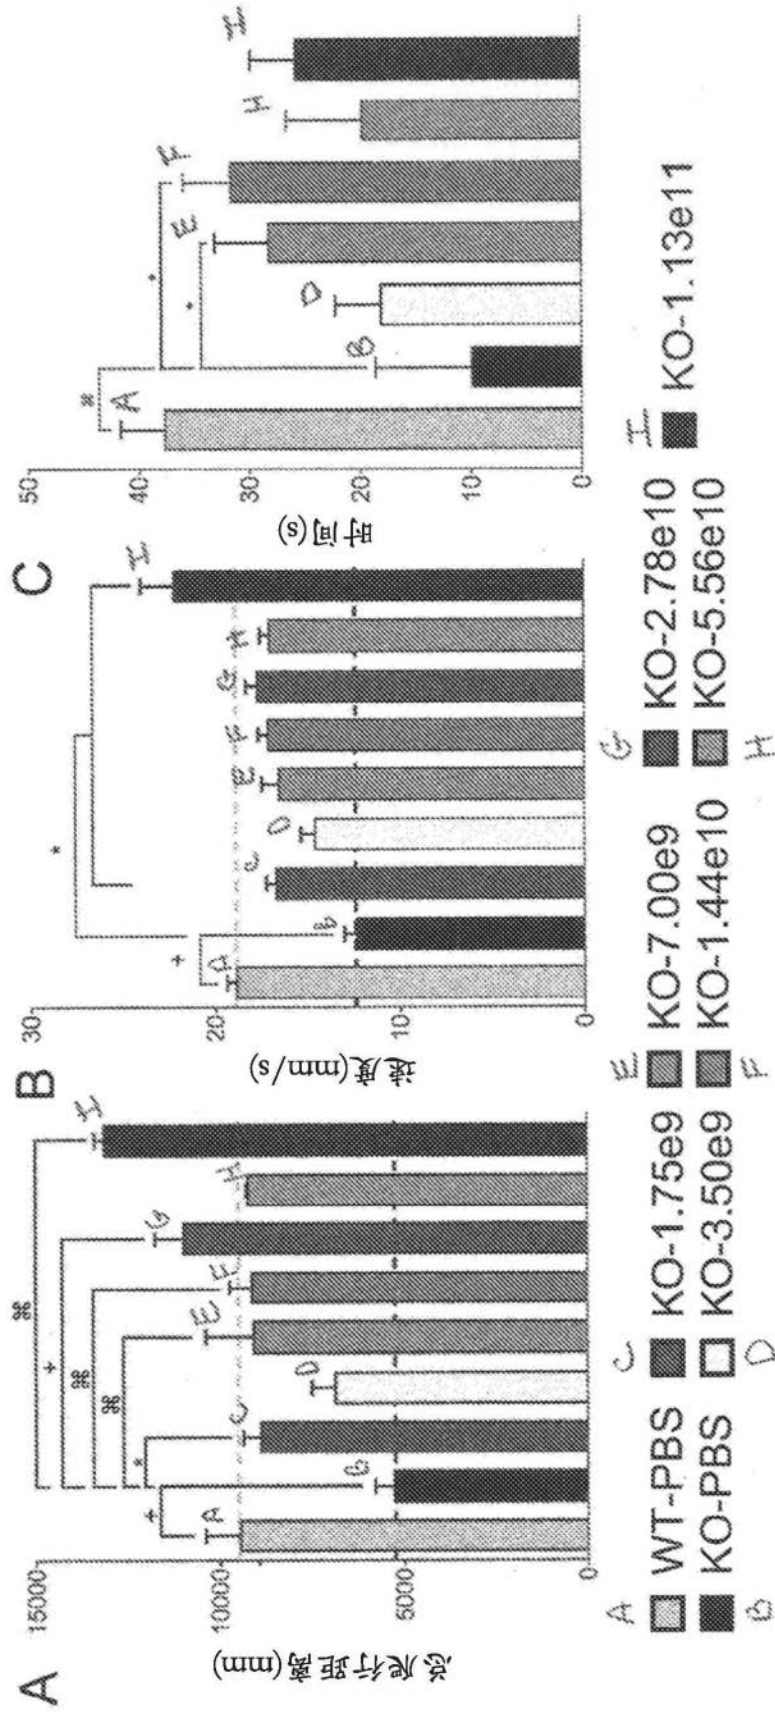 A
总爬行距离(mm)
15000
10000
5000
0
⌘
+
⌘
⌘
*
+
A
B
C
D
E
F
G
H
I
B
速度(mm/s)
30
20
10
0
*
+
A
B
C
D
E
F
G
H
I
C
时间(s)
50
40
30
20
10
0
⌘
*
*
A
B
D
E
F
H
I
A WT-PBS
B KO-PBS
C KO-1.75e9
D KO-3.50e9
E KO-7.00e9
F KO-1.44e10
G KO-2.78e10
H KO-5.56e10
I KO-1.13e11